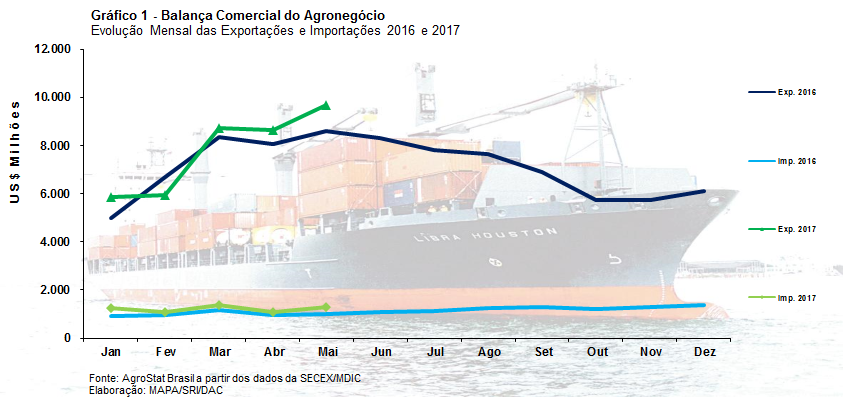 Gráfico 1 - Balança Comercial do Agronegócio
Evolução Mensal das Exportações e Importações 2016 e 2017
12.000
10.000
8.000
6.000
4.000
2.000
0
US$ Milhões
Jan Fev Mar Abr Mai Jun Jul Ago Set Out Nov Dez
Exp. 2016
Imp. 2016
Exp. 2017
Imp. 2017
LIBRA HOUSTON
Fonte: AgroStat Brasil a partir dos dados da SECEX/MDIC
Elaboração: MAPA/SRI/DAC